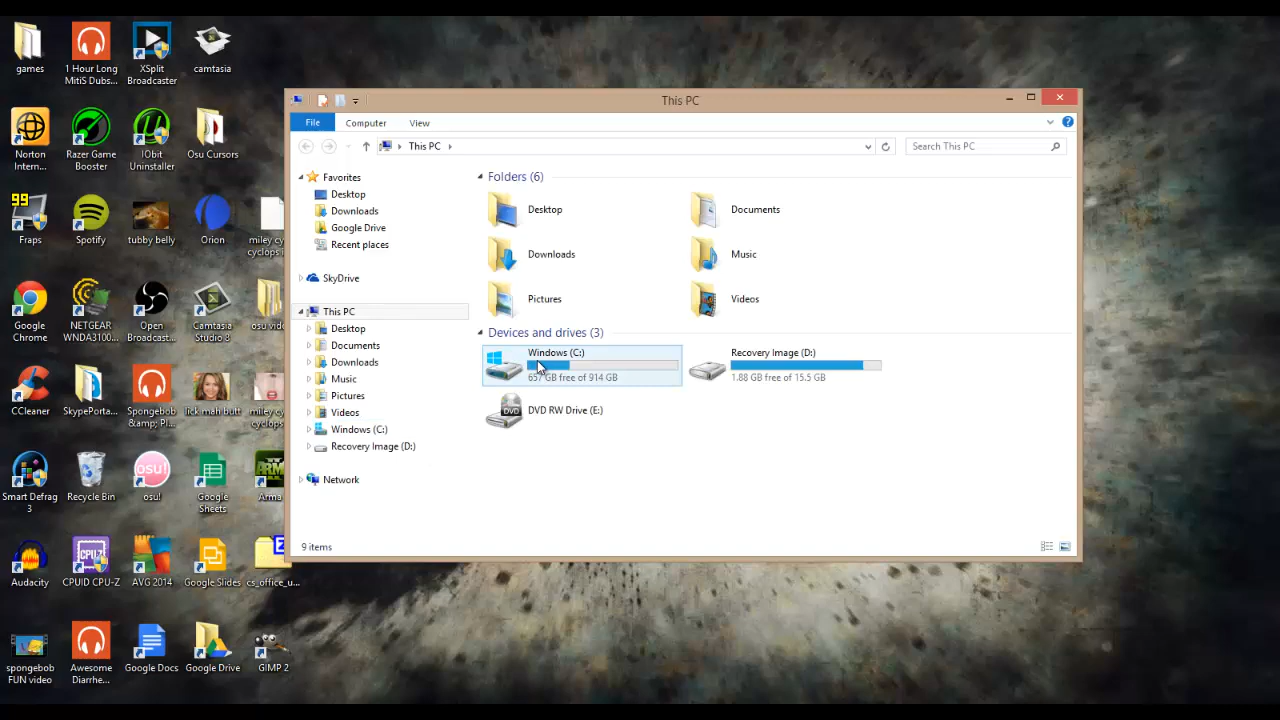 games
1 Hour Long
MitiS Dubs...
XSplit
Broadcaster
camtasia
Norton
Intern...
Razer Game
Booster
IObit
Uninstaller
Osu Cursors
99
Fraps
Spotify
tubby belly
Orion
miley cy
cyclops i
Google
Chrome
NETGEAR
WNDA3100...
Open
Broadcast...
Camtasia
Studio 8
osu vid
CCleaner
SkypePorta...
Spongebob
&amp; Pl...
lick mah butt
miley cy
cyclops
Smart Defrag
3
Recycle Bin
osu!
osu!
Google
Sheets
Arma
Audacity
CPU-Z
CPUID CPU-Z
AVG 2014
Google Slides
cs_office_u...
spongebob
FUN video
Awesome
Diarrhe...
Google Docs
Google Drive
GIMP 2
This PC
File
Computer
View
This PC
Search This PC
Favorites
Desktop
Downloads
Google Drive
Recent places
SkyDrive
This PC
Desktop
Documents
Downloads
Music
Pictures
Videos
Windows (C:)
Recovery Image (D:)
Network
Folders (6)
Desktop
Documents
Downloads
Music
Pictures
Videos
Devices and drives (3)
Windows (C:)
657 GB free of 914 GB
Recovery Image (D:)
1.88 GB free of 15.5 GB
DVD
DVD RW Drive (E:)
9 items